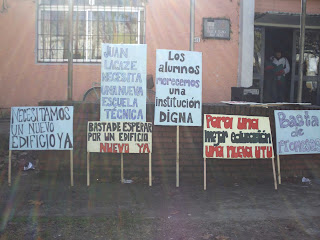 NECESITAMOS
UN NUEVO
EDIFICIO YA
JUAN
LACAZE
NECESITA
UNA NUEVA
ESCUELA
TÉCNICA
BASTA DE ESPERAR
POR UN EDIFICIO
NUEVO YA
Los
alumnos
merecemos
una
institución
DIGNA
Para una
mejor educación
una nueva UTU
Basta
de
Promesas